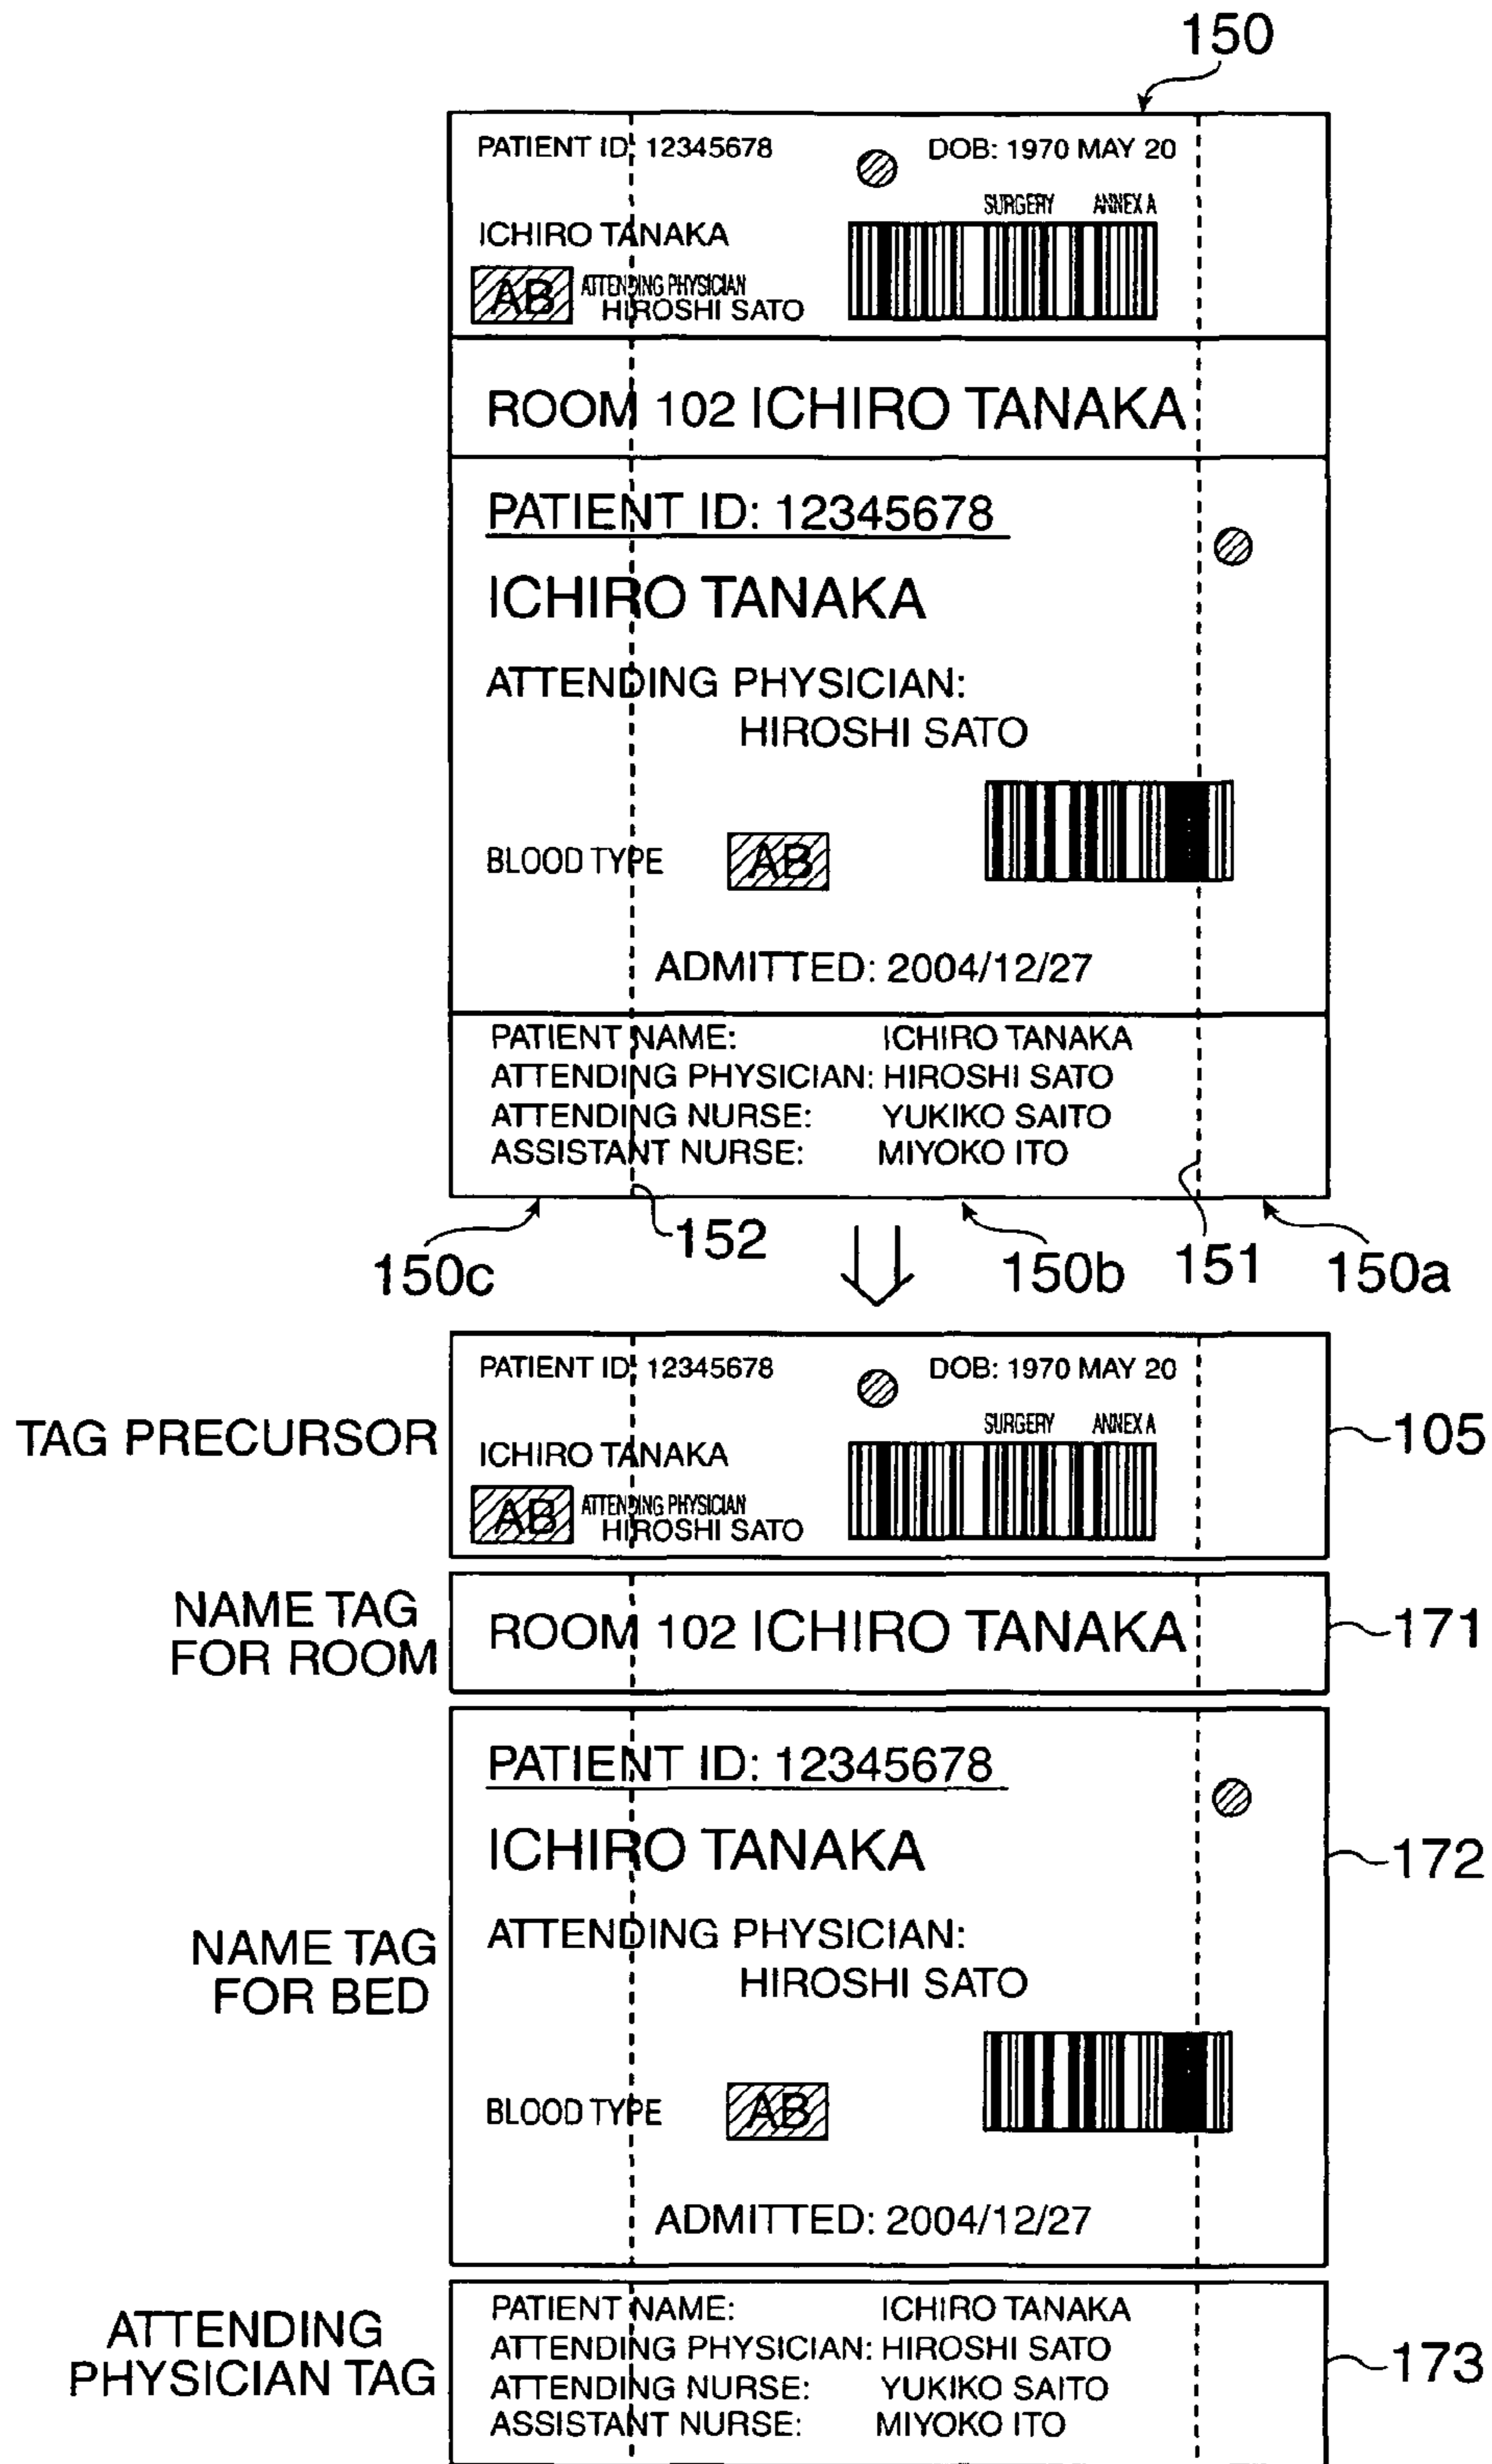 150
PATIENT ID: 12345678 DOB: 1970 MAY 20
SURGERY ANNEX A
ICHIRO TANAKA
AB ATTENDING PHYSICIAN
HIROSHI SATO
ROOM 102 ICHIRO TANAKA
PATIENT ID: 12345678
ICHIRO TANAKA
ATTENDING PHYSICIAN:
HIROSHI SATO
BLOOD TYPE AB
ADMITTED: 2004/12/27
PATIENT NAME: ICHIRO TANAKA
ATTENDING PHYSICIAN: HIROSHI SATO
ATTENDING NURSE: YUKIKO SAITO
ASSISTANT NURSE: MIYOKO ITO
150c 152 150b 151 150a
PATIENT ID: 12345678 DOB: 1970 MAY 20
SURGERY ANNEX A
TAG PRECURSOR 105
ICHIRO TANAKA
AB ATTENDING PHYSICIAN
HIROSHI SATO
NAME TAG
FOR ROOM
ROOM 102 ICHIRO TANAKA 171
PATIENT ID: 12345678
ICHIRO TANAKA 172
ATTENDING PHYSICIAN:
HIROSHI SATO
NAME TAG
FOR BED
BLOOD TYPE AB
ADMITTED: 2004/12/27
PATIENT NAME: ICHIRO TANAKA
ATTENDING PHYSICIAN: HIROSHI SATO
ATTENDING NURSE: YUKIKO SAITO
ASSISTANT NURSE: MIYOKO ITO
ATTENDING
PHYSICIAN TAG 173